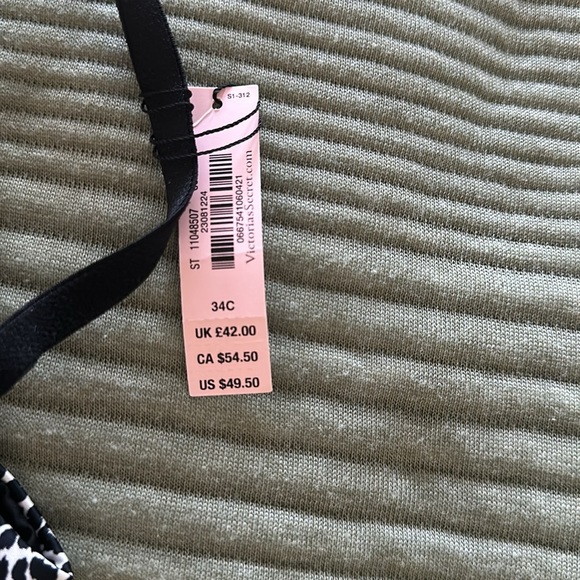 S1-312
ST 11048507
23081224
0667541060421
VictoriasSecret.com
34C
UK £42.00
CA $54.50
US $49.50